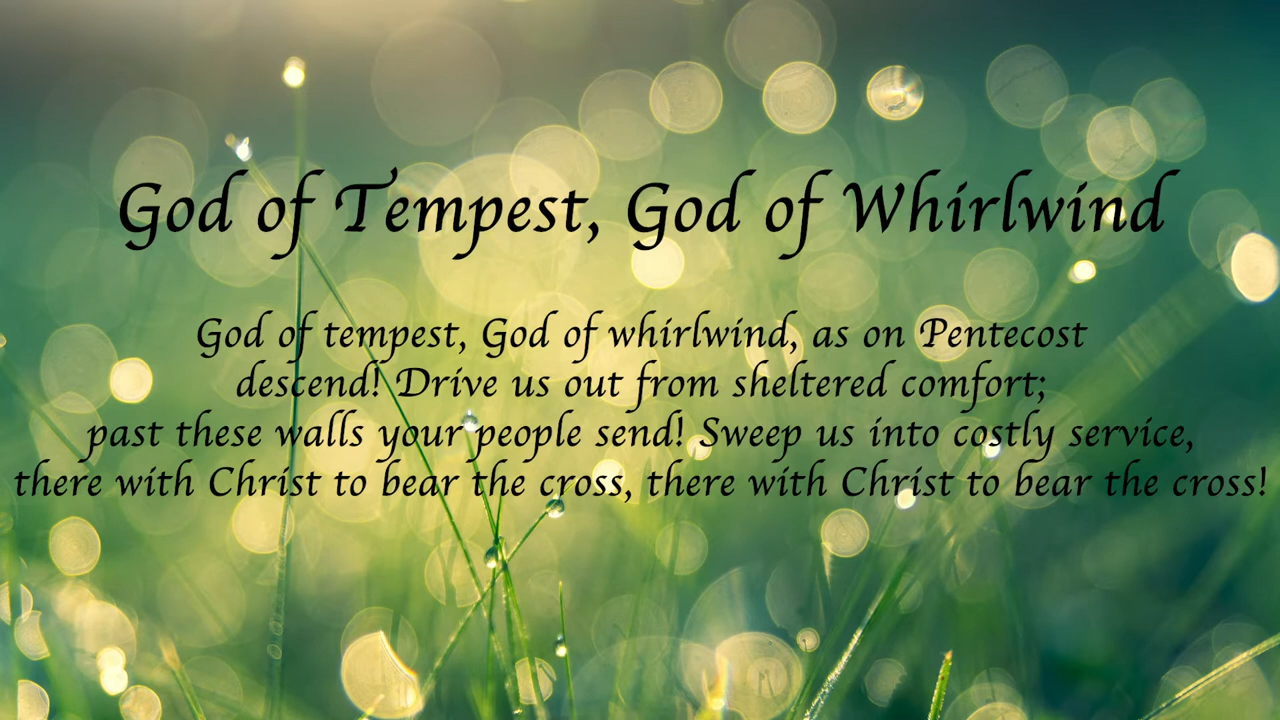 God of Tempest, God of Whirlwind
God of tempest, God of whirlwind, as on Pentecost
descend! Drive us out from sheltered comfort;
past these walls your people send! Sweep us into costly service,
there with Christ to bear the cross, there with Christ to bear the cross!